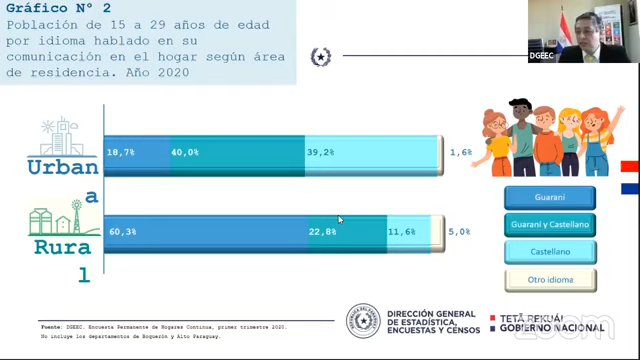 Gráfico Nº 2
Población de 15 a 29 años de edad
por idioma hablado en su
comunicación en el hogar según área
de residencia. Año 2020
DGEEC
Urban
a
18,7%
40,0%
39,2%
1,6%
Rura
l
60,3%
22,8%
11,6%
5,0%
Guaraní
Guaraní y Castellano
Castellano
Otro idioma
Fuente: DGEEC. Encuesta Permanente de Hogares Continua, primer trimestre 2020.
No incluye los departamentos de Boquerón y Alto Paraguay.
DIRECCIÓN GENERAL
DE ESTADÍSTICA,
ENCUESTAS Y CENSOS
TETÃ REKUÁI
GOBIERNO NACIONAL
zoom